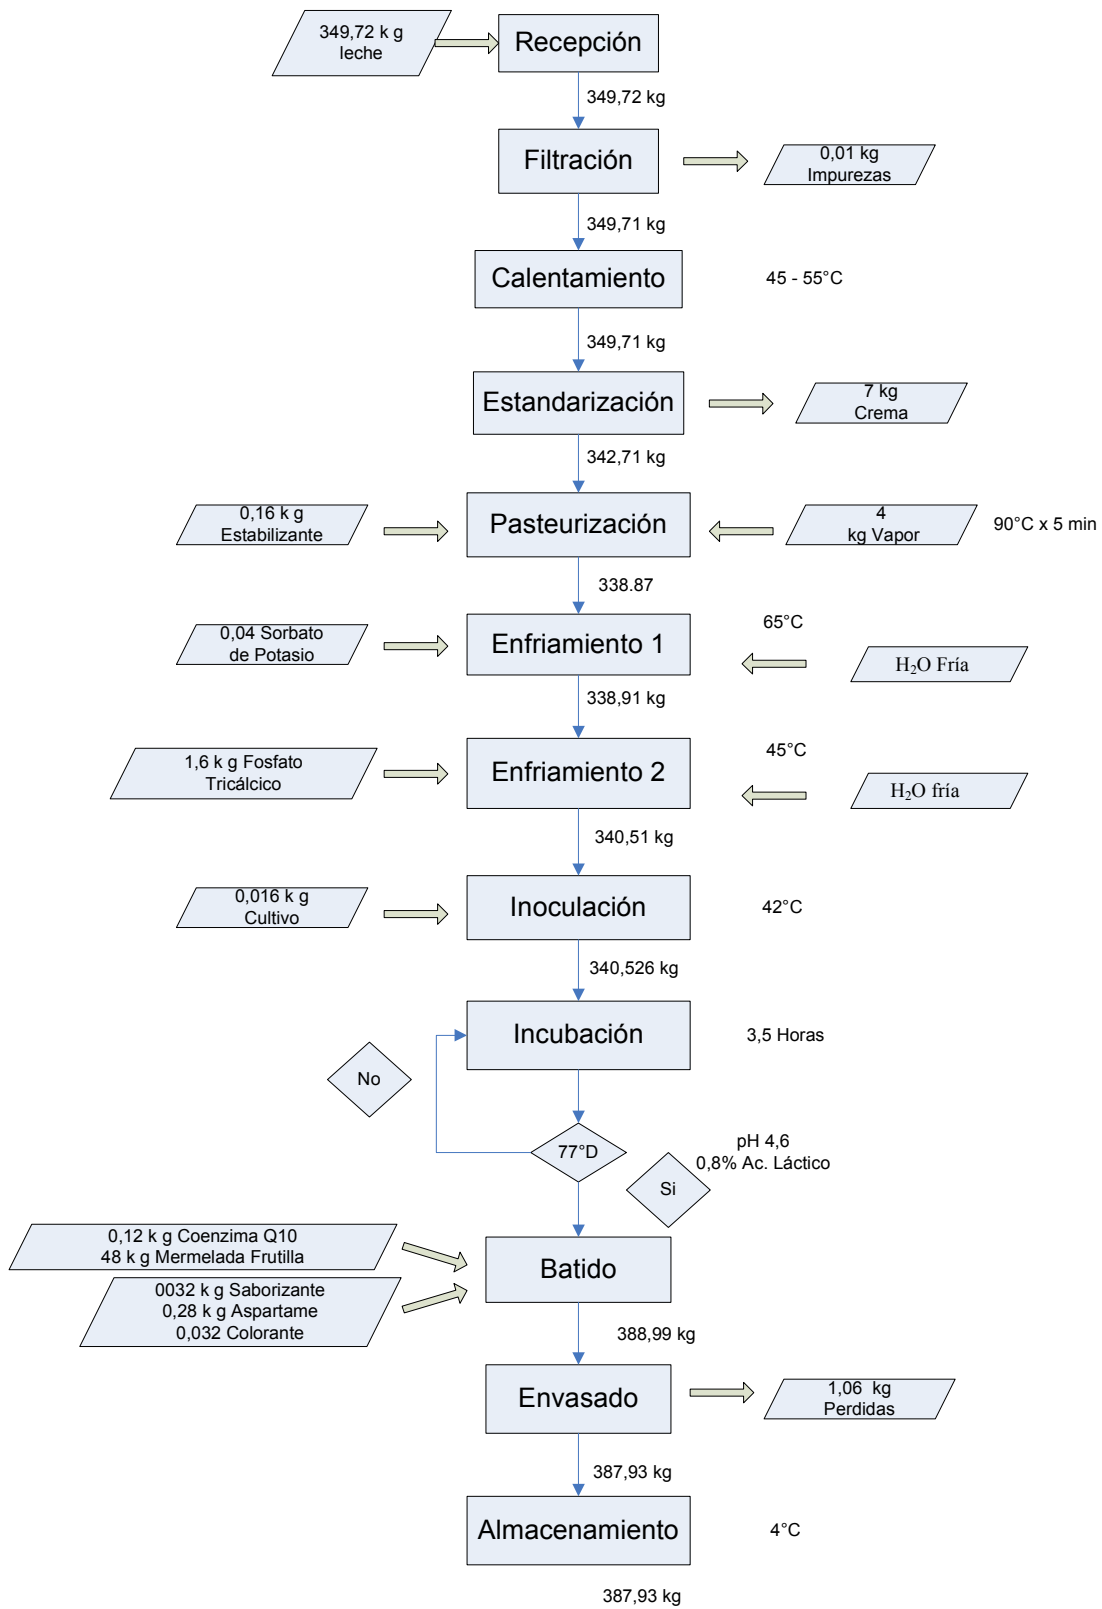 349,72 k g
leche
Recepción
349,72 kg
Filtración
0,01 kg
Impurezas
349,71 kg
Calentamiento
45 - 55°C
349,71 kg
Estandarización
7 kg
Crema
342,71 kg
0,16 k g
Estabilizante
Pasteurización
4
kg Vapor
90°C x 5 min
338.87
0,04 Sorbato
de Potasio
Enfriamiento 1
65°C
H₂O Fría
338,91 kg
1,6 k g Fosfato
Tricálcico
Enfriamiento 2
45°C
H₂O fría
340,51 kg
0,016 k g
Cultivo
Inoculación
42°C
340,526 kg
Incubación
3,5 Horas
No
77°D
pH 4,6
0,8% Ac. Láctico
Si
0,12 k g Coenzima Q10
48 k g Mermelada Frutilla
0032 k g Saborizante
0,28 k g Aspartame
0,032 Colorante
Batido
388,99 kg
Envasado
1,06 kg
Perdidas
387,93 kg
Almacenamiento
4°C
387,93 kg